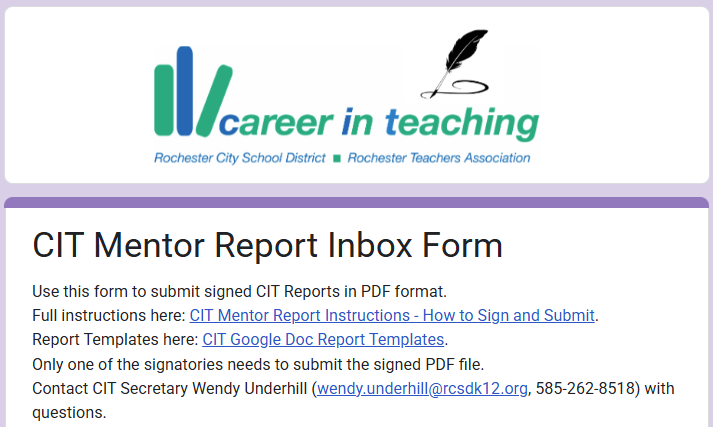 career in teaching
Rochester City School District ■ Rochester Teachers Association
CIT Mentor Report Inbox Form
Use this form to submit signed CIT Reports in PDF format.
Full instructions here: CIT Mentor Report Instructions - How to Sign and Submit.
Report Templates here: CIT Google Doc Report Templates.
Only one of the signatories needs to submit the signed PDF file.
Contact CIT Secretary Wendy Underhill (wendy.underhill@rcsdk12.org, 585-262-8518) with
questions.